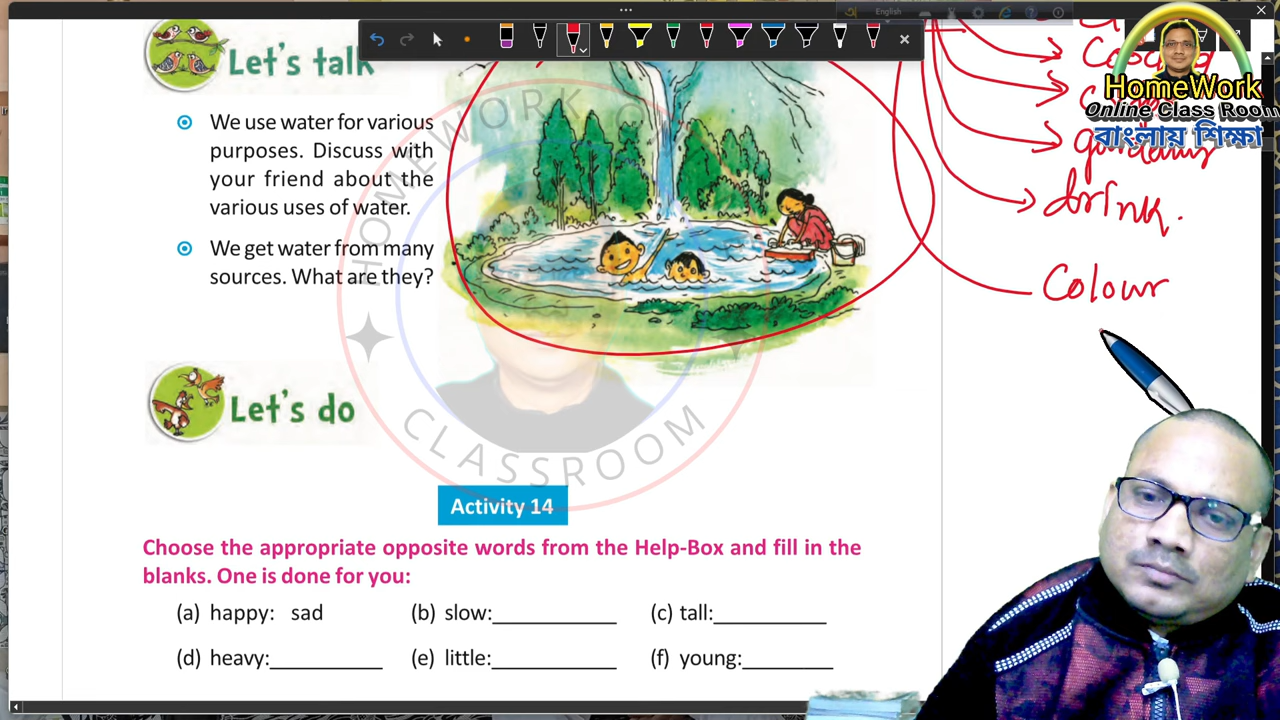 English
Let's talk
We use water for various
purposes. Discuss with
your friend about the
various uses of water.
We get water from many
sources. What are they?
HOMEWORK
CLASSROOM
HomeWork
Online Class Room
বাংলায় শিক্ষা
gardening
drink.
Colour
Let's do
Activity 14
Choose the appropriate opposite words from the Help-Box and fill in the
blanks. One is done for you:
(a) happy: sad (b) slow: (c) tall:
(d) heavy: (e) little: (f) young: